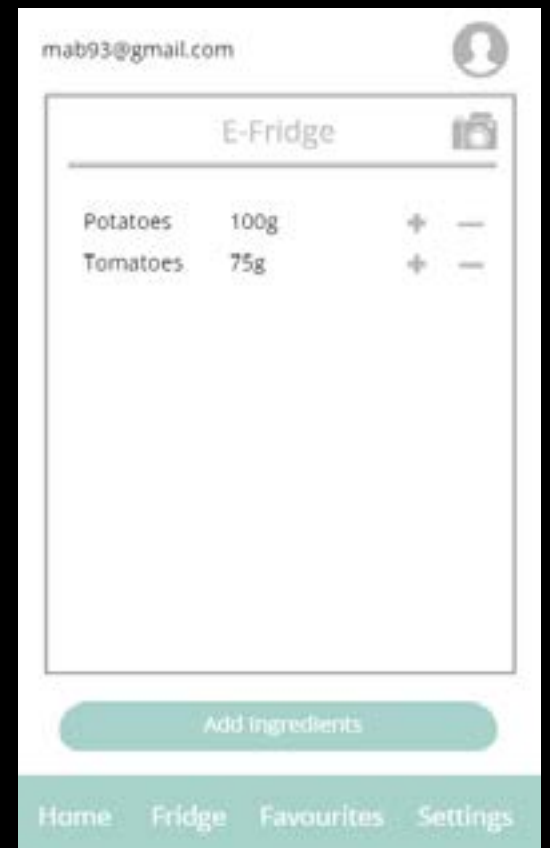 mab93@gmail.com
E-Fridge
Potatoes 100g + —
Tomatoes 75g + —
Add Ingredients
Home Fridge Favourites Settings